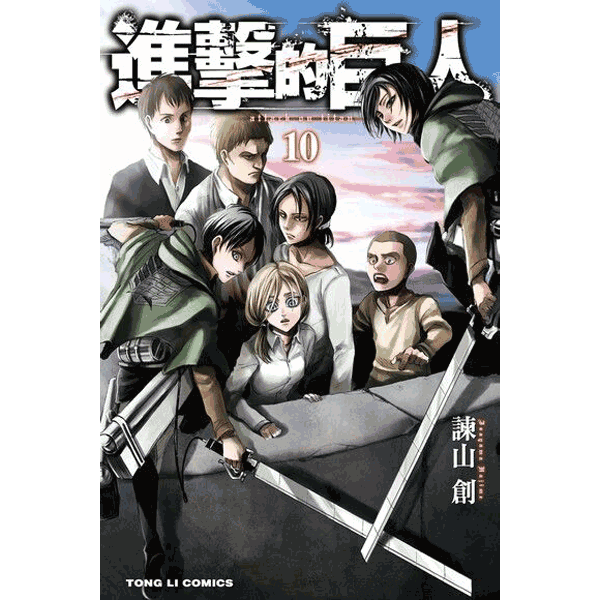 進擊的巨人
attack on titan
10
諫山創
Isayama Hajime
TONG LI COMICS